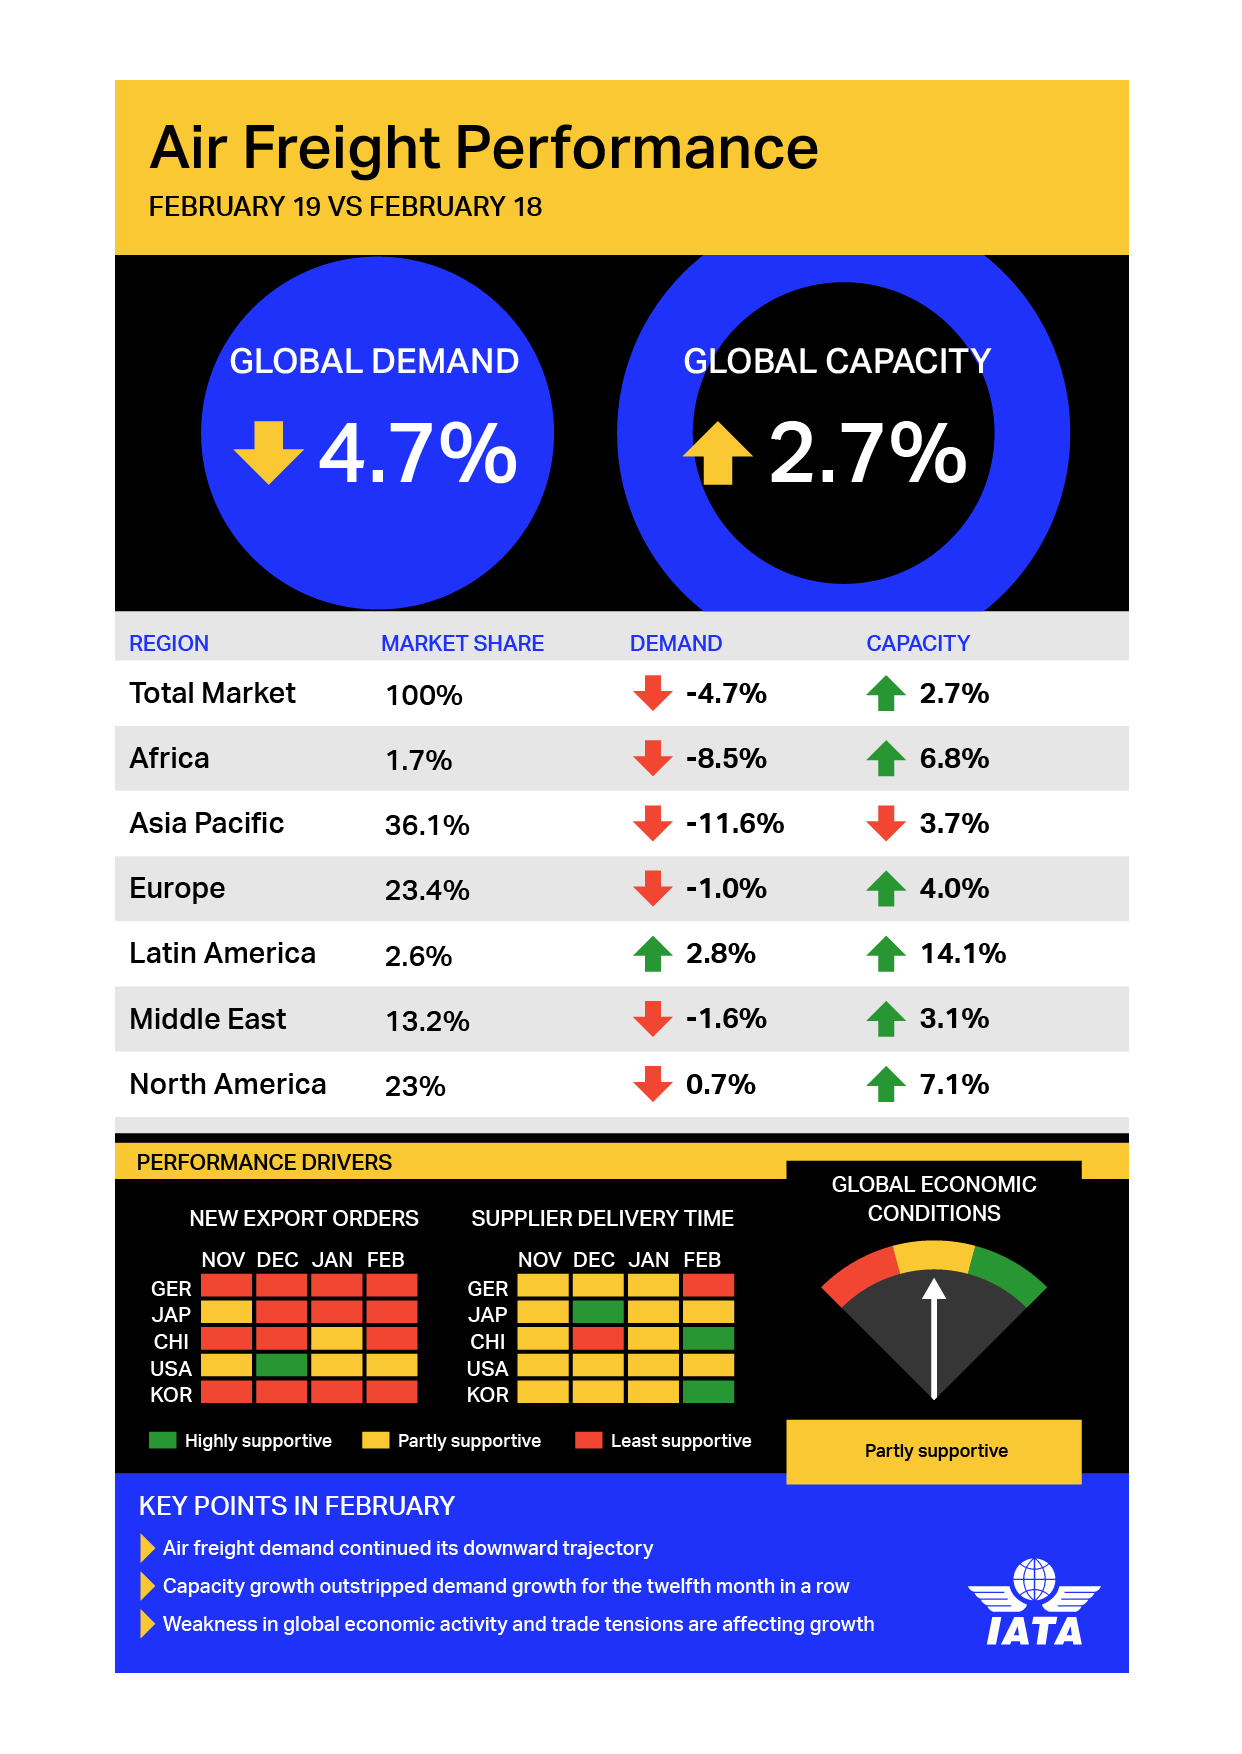 Air Freight Performance
FEBRUARY 19 VS FEBRUARY 18
GLOBAL DEMAND
4.7%
GLOBAL CAPACITY
2.7%
REGION MARKET SHARE DEMAND CAPACITY
Total Market 100% -4.7% 2.7%
Africa 1.7% -8.5% 6.8%
Asia Pacific 36.1% -11.6% 3.7%
Europe 23.4% -1.0% 4.0%
Latin America 2.6% 2.8% 14.1%
Middle East 13.2% -1.6% 3.1%
North America 23% 0.7% 7.1%
PERFORMANCE DRIVERS
NEW EXPORT ORDERS
NOV DEC JAN FEB
GER
JAP
CHI
USA
KOR
SUPPLIER DELIVERY TIME
NOV DEC JAN FEB
GER
JAP
CHI
USA
KOR
Highly supportive Partly supportive Least supportive
GLOBAL ECONOMIC
CONDITIONS
Partly supportive
KEY POINTS IN FEBRUARY
Air freight demand continued its downward trajectory
Capacity growth outstripped demand growth for the twelfth month in a row
Weakness in global economic activity and trade tensions are affecting growth
IATA